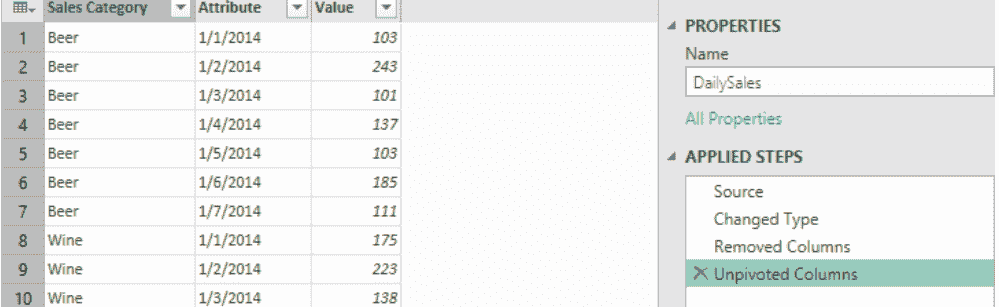 Sales Category Attribute Value
1 Beer 1/1/2014 103
2 Beer 1/2/2014 243
3 Beer 1/3/2014 101
4 Beer 1/4/2014 137
5 Beer 1/5/2014 103
6 Beer 1/6/2014 185
7 Beer 1/7/2014 111
8 Wine 1/1/2014 175
9 Wine 1/2/2014 223
10 Wine 1/3/2014 138
PROPERTIES
Name
DailySales
All Properties
APPLIED STEPS
Source
Changed Type
Removed Columns
Unpivoted Columns